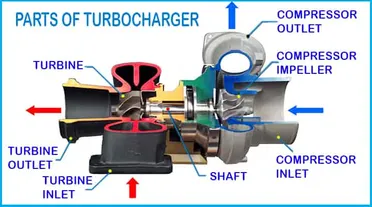 PARTS OF TURBOCHARGER
COMPRESSOR
OUTLET
TURBINE
COMPRESSOR
IMPELLER
TURBINE
OUTLET
TURBINE
INLET
SHAFT
COMPRESSOR
INLET